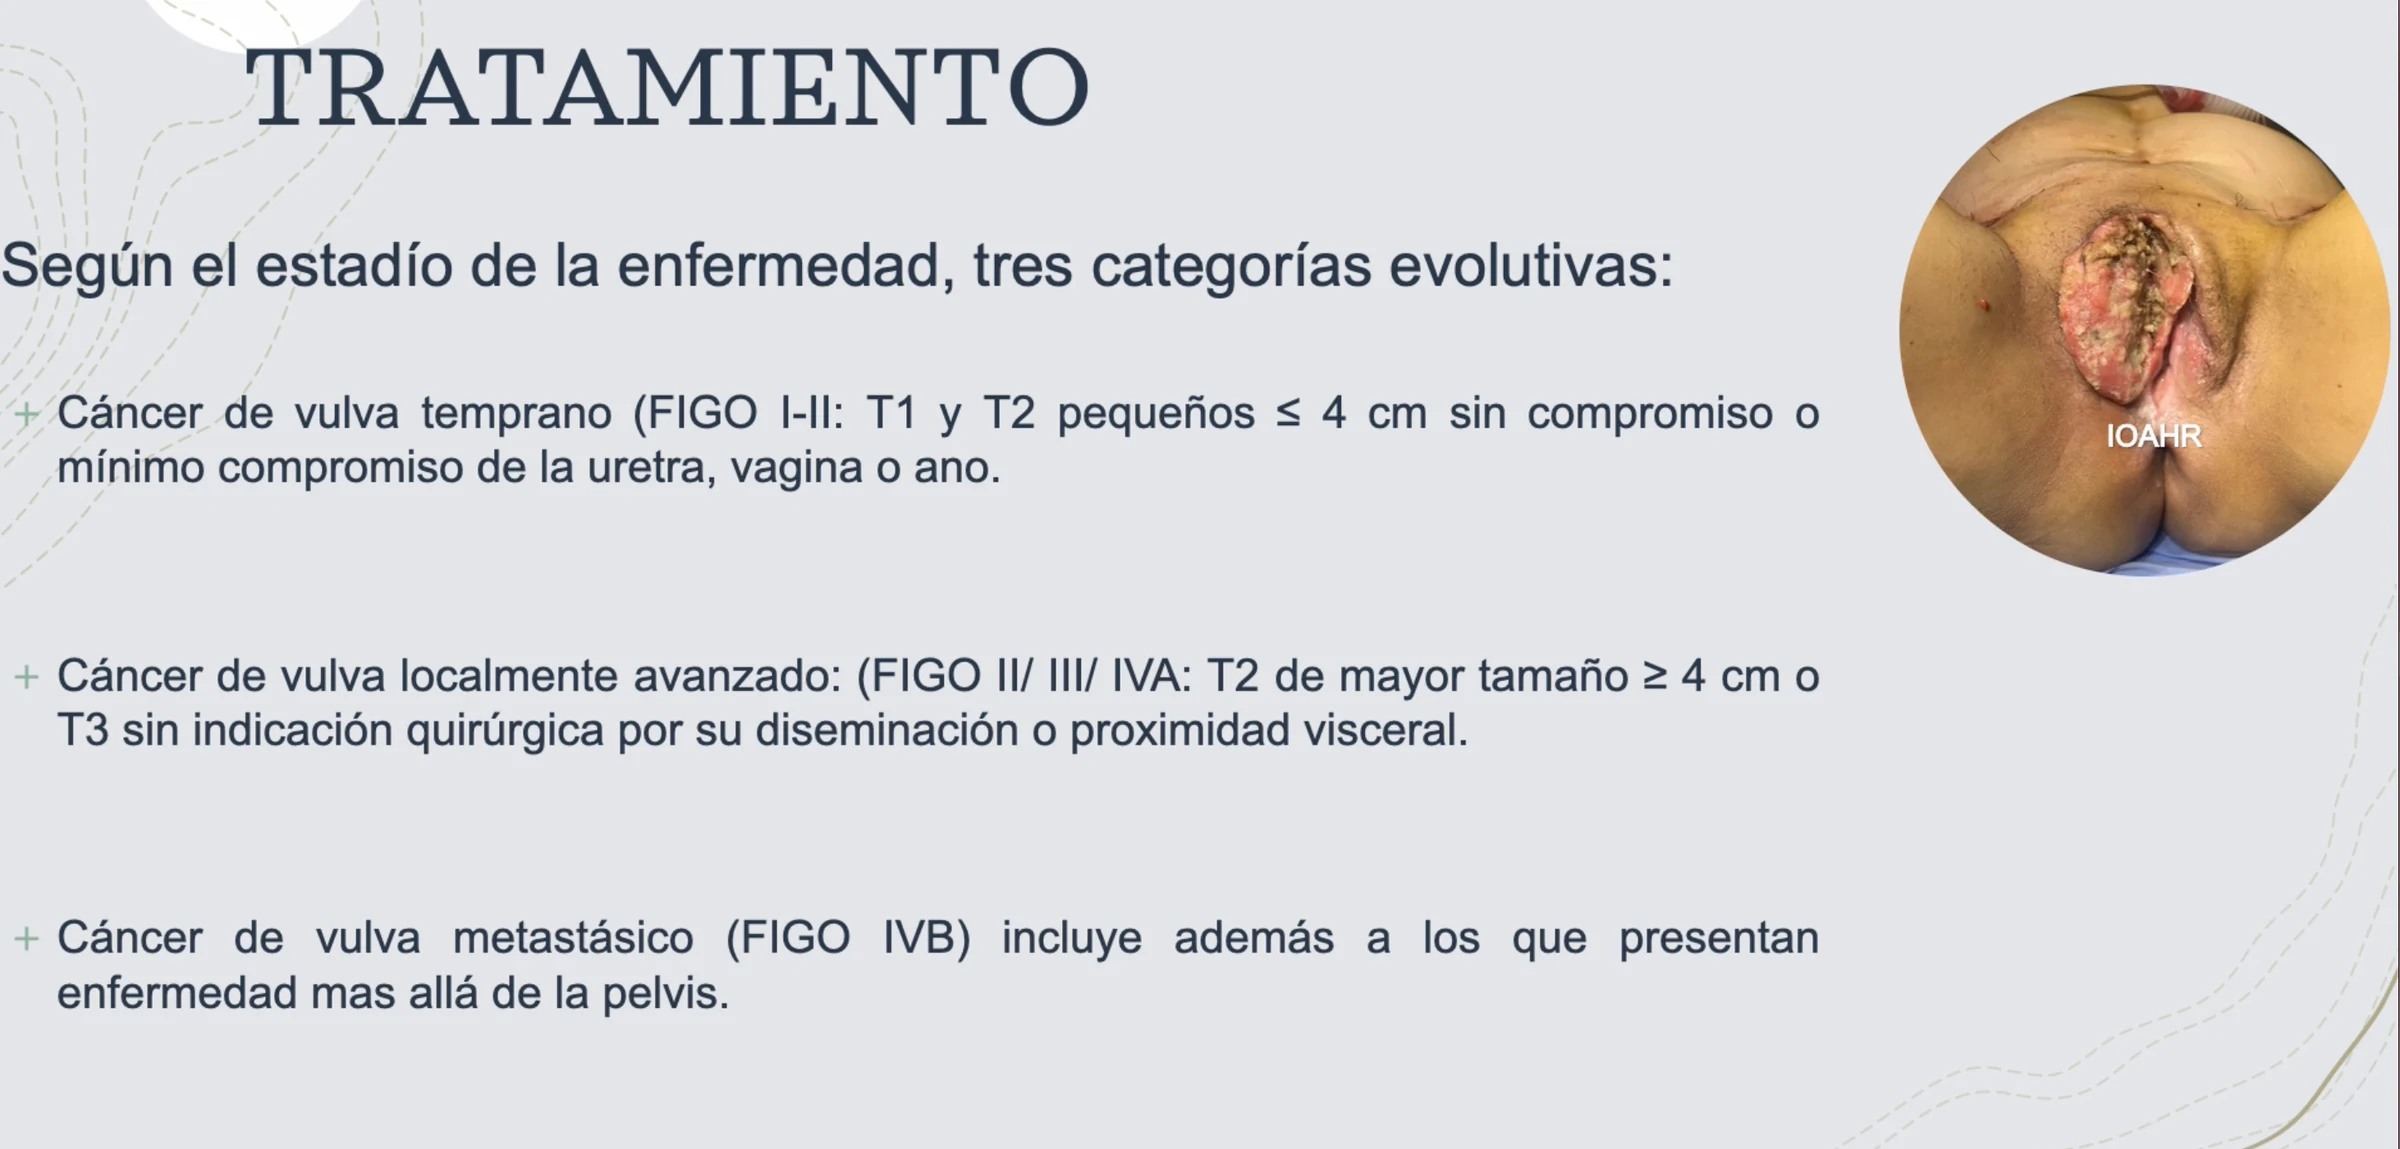 TRATAMIENTO
Según el estadío de la enfermedad, tres categorías evolutivas:
+ Cáncer de vulva temprano (FIGO I-II: T1 y T2 pequeños ≤ 4 cm sin compromiso o
mínimo compromiso de la uretra, vagina o ano.
IOAHR
+ Cáncer de vulva localmente avanzado: (FIGO II/ III/ IVA: T2 de mayor tamaño ≥ 4 cm o
T3 sin indicación quirúrgica por su diseminación o proximidad visceral.
+ Cáncer de vulva metastásico (FIGO IVB) incluye además a los que presentan
enfermedad mas allá de la pelvis.